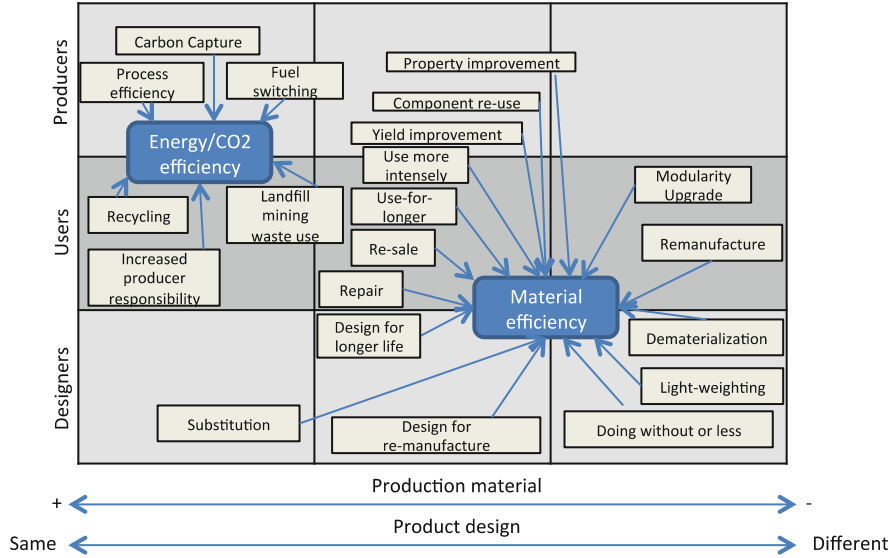 Producers
Users
Designers
Carbon Capture
Process
efficiency
Fuel
switching
Energy/CO2
efficiency
Recycling
Landfill
mining
waste use
Increased
producer
responsibility
Property improvement
Component re-use
Yield improvement
Use more
intensely
Use-for-
longer
Re-sale
Repair
Modularity
Upgrade
Remanufacture
Material
efficiency
Design for
longer life
Dematerialization
Light-weighting
Substitution
Design for
re-manufacture
Doing without or less
Production material
+
-
Product design
Same
Different